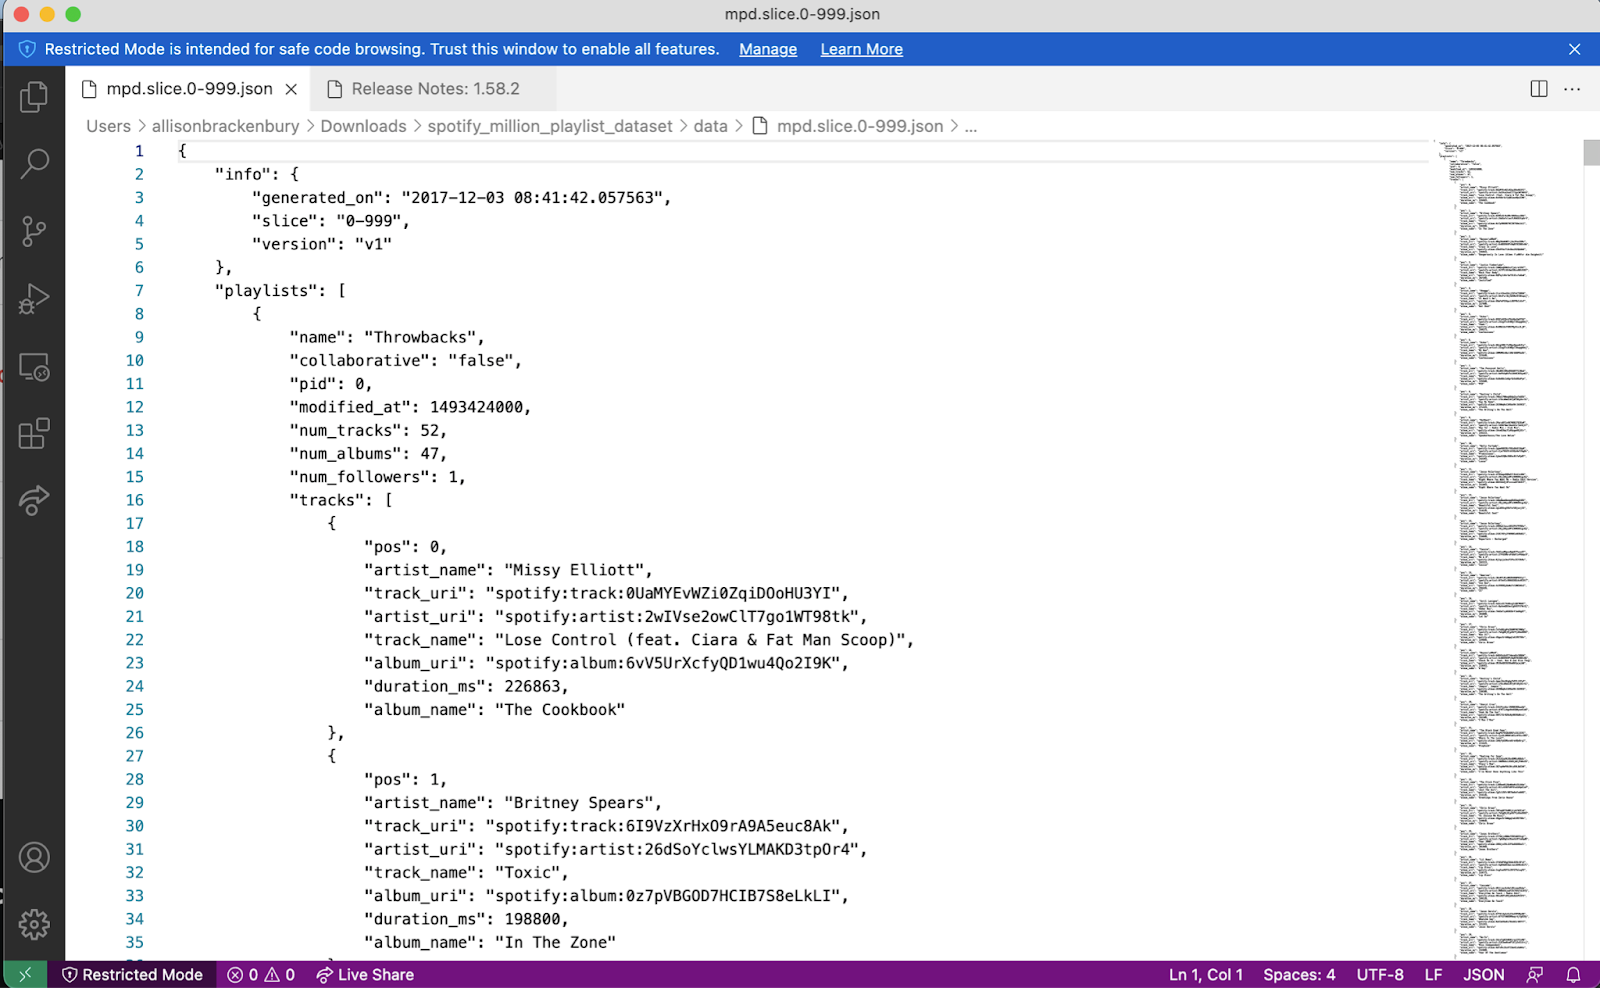 mpd.slice.0-999.json
Restricted Mode is intended for safe code browsing. Trust this window to enable all features. Manage Learn More
mpd.slice.0-999.json Release Notes: 1.58.2
Users > allisonbrackenbury > Downloads > spotify_million_playlist_dataset > data > mpd.slice.0-999.json > ...
1 {
2 "info": {
3 "generated_on": "2017-12-03 08:41:42.057563",
4 "slice": "0-999",
5 "version": "v1"
6 },
7 "playlists": [
8 {
9 "name": "Throwbacks",
10 "collaborative": "false",
11 "pid": 0,
12 "modified_at": 1493424000,
13 "num_tracks": 52,
14 "num_albums": 47,
15 "num_followers": 1,
16 "tracks": [
17 {
18 "pos": 0,
19 "artist_name": "Missy Elliott",
20 "track_uri": "spotify:track:0UaMYEvWZi0ZqiDOoHU3YI",
21 "artist_uri": "spotify:artist:2wIVse2owClT7go1WT98tk",
22 "track_name": "Lose Control (feat. Ciara & Fat Man Scoop)",
23 "album_uri": "spotify:album:6vV5UrXcfyQD1wu4Qo2I9K",
24 "duration_ms": 226863,
25 "album_name": "The Cookbook"
26 },
27 {
28 "pos": 1,
29 "artist_name": "Britney Spears",
30 "track_uri": "spotify:track:6I9VzXrHxO9rA9A5euc8Ak",
31 "artist_uri": "spotify:artist:26dSoYclwsYLMAKD3tpOr4",
32 "track_name": "Toxic",
33 "album_uri": "spotify:album:0z7pVBGOD7HCIB7S8eLkLI",
34 "duration_ms": 198800,
35 "album_name": "In The Zone"
Restricted Mode 0 0 Live Share Ln 1, Col 1 Spaces: 4 UTF-8 LF JSON